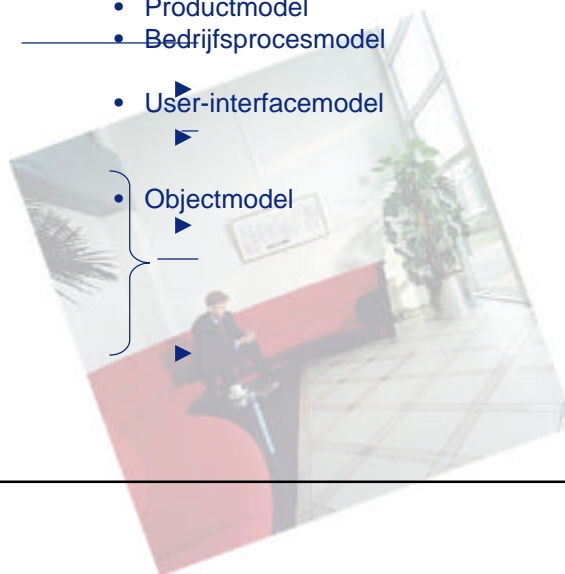 • Productmodel
• Bedrijfsprocesmodel
• User-interfacemodel
• Objectmodel